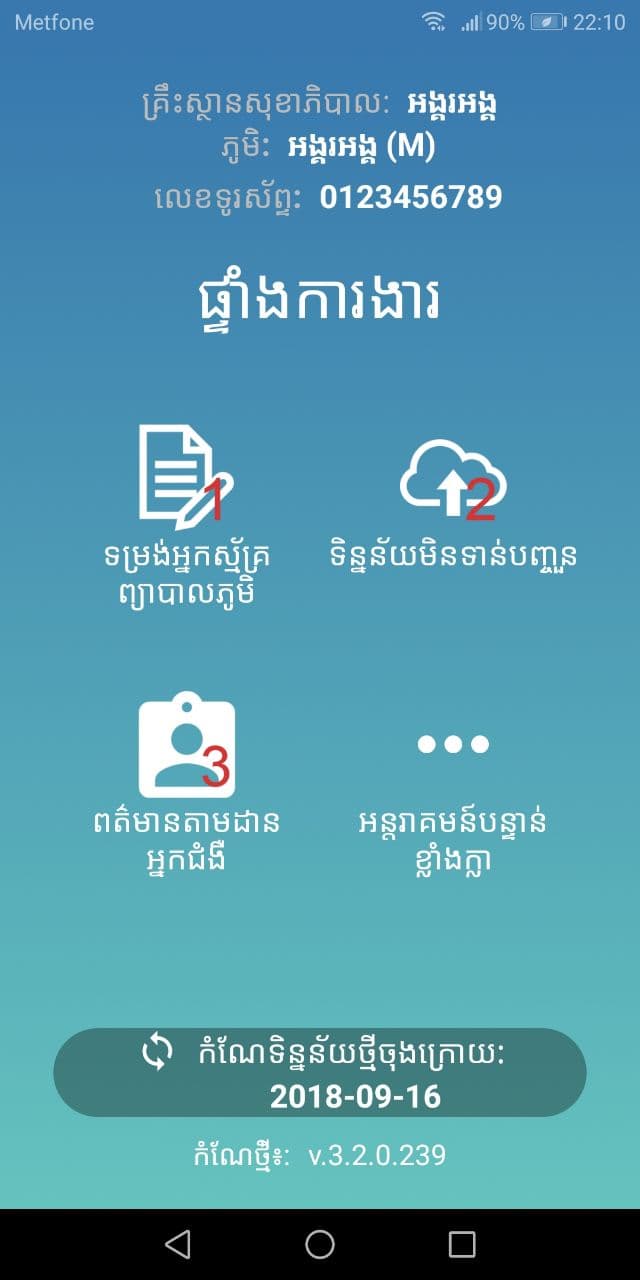 Metfone 90% 22:10
គ្រឹះស្ថានសុខាភិបាល: អង្គរអង្គ
ភូមិ: អង្គរអង្គ (M)
លេខទូរស័ព្ទ: 0123456789
ផ្ទាំងការងារ
1 2
ទម្រង់អ្នកស្ម័គ្រ ទិន្នន័យមិនទាន់បញ្ជួន
ព្យាបាលភូមិ
3
ពត៌មានតាមដាន អន្តរាគមន៍បន្ទាន់
អ្នកជំងឺ ខ្លាំងក្លា
កំណែទិន្នន័យថ្មីចុងក្រោយ:
2018-09-16
កំណែថ្មីះ: v.3.2.0.239